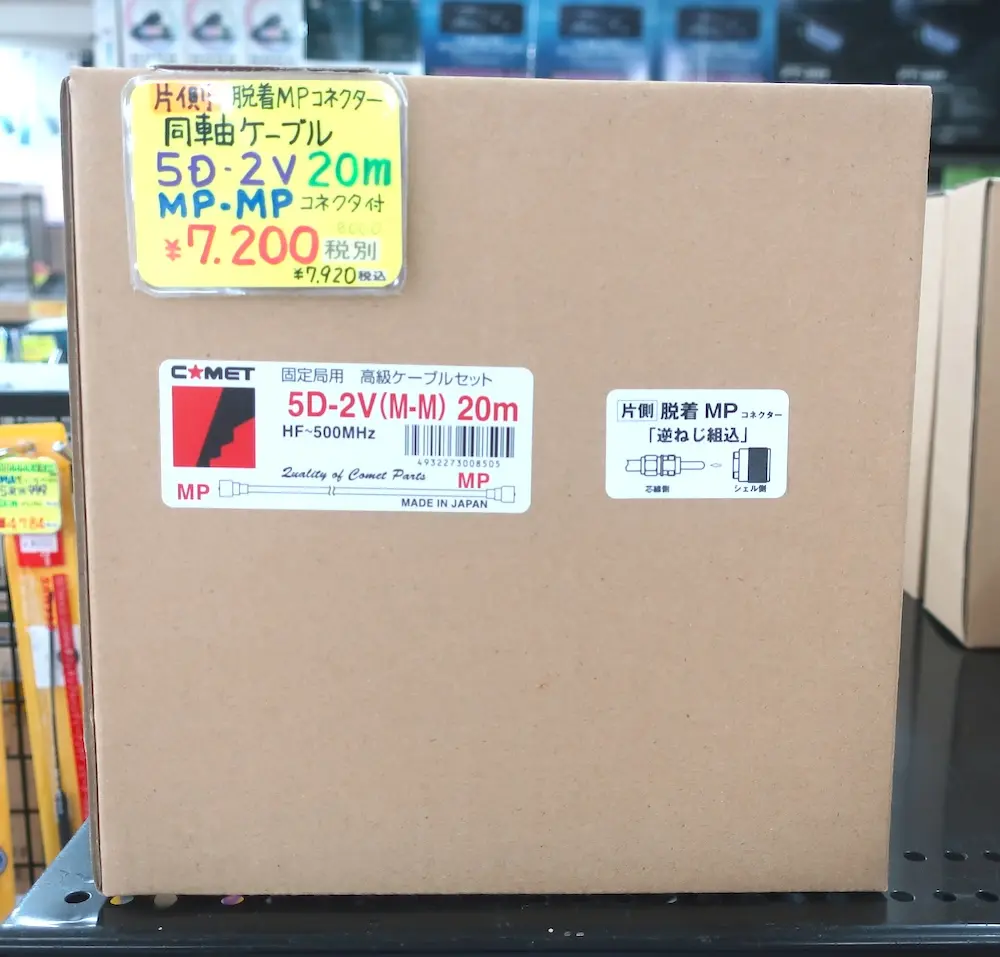 片側 脱着MPコネクター
同軸ケーブル
5D-2V 20m
MP-MP コネクタ付
¥7.200 税別
¥7,920税込
COMET
固定局用 高級ケーブルセット
5D-2V(M-M) 20m
HF~500MHz
4932273008505
Quality of Comet Parts
MP
MP
MADE IN JAPAN
片側 脱着 MP コネクター
「逆ねじ組込」
芯線側
シェル側